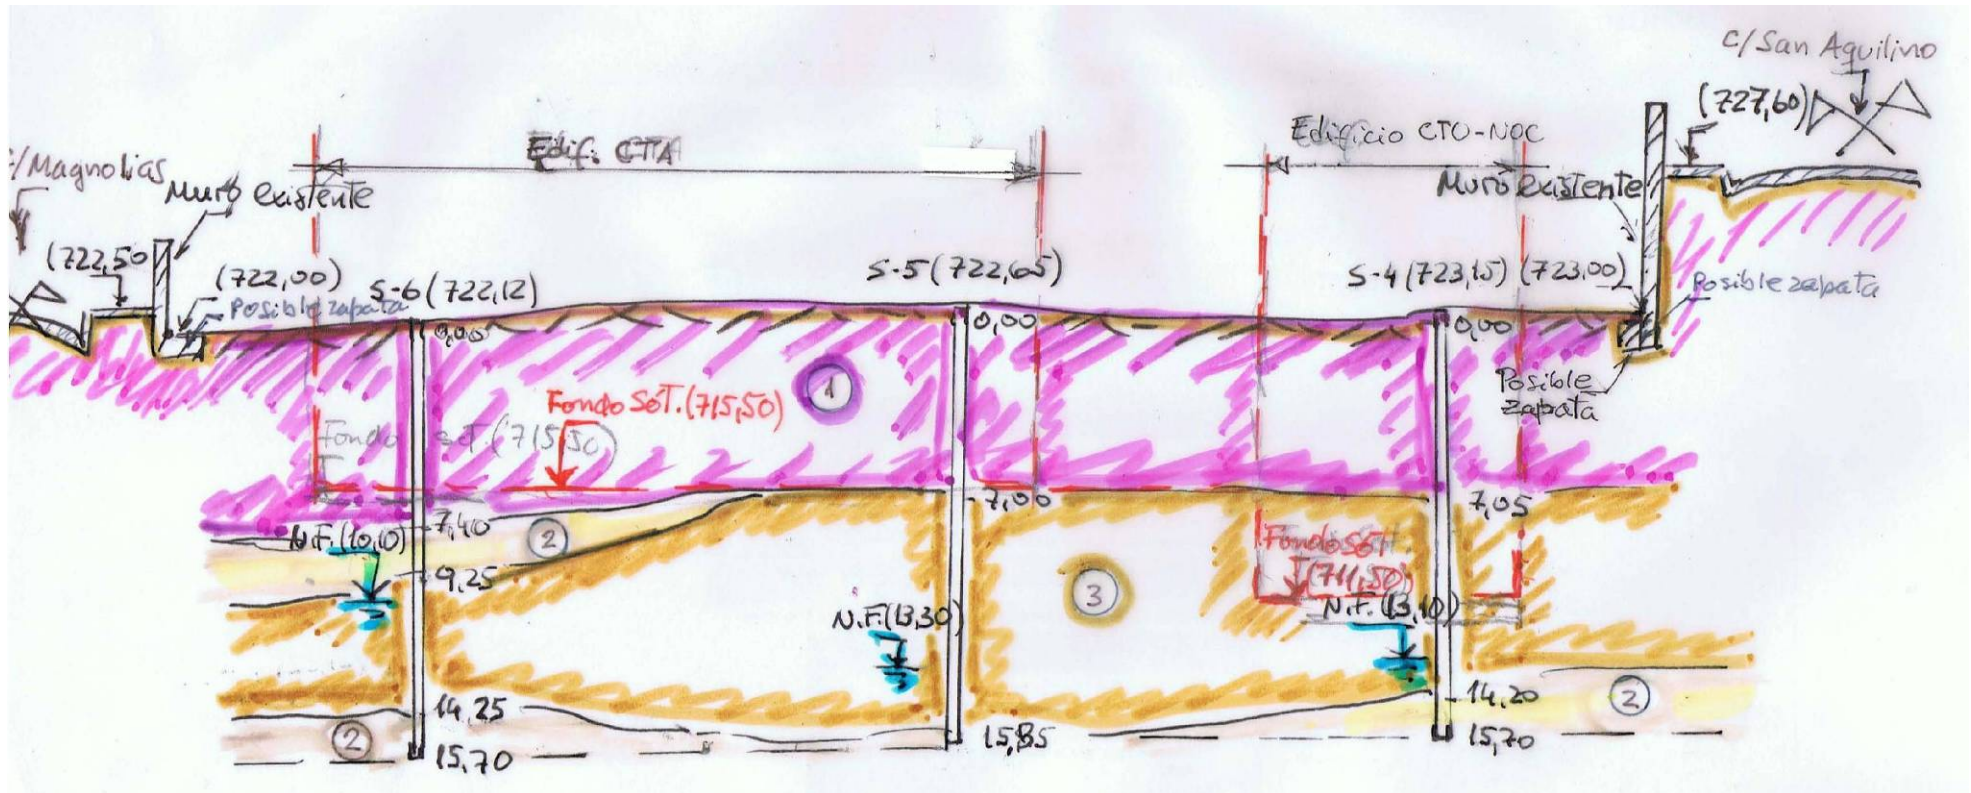 C/San Aquilino
(727,60)
Edif. CTA
Edificio CTO-NOC
C/Magnolias
Muro existente
Muro existente
(722,50
(722,00)
Posible zapata
S-6 (722,12)
S-5 (722,65)
S-4 (723,15) (723,00)
Posible zapata
0,00
0,00
0,00
1
Posible
zapata
Fondo Sót. (715,50)
Fondo sót. (715,50)
7,40
7,00
7,05
2
N.F. (10,10)
9,25
3
Fondo Sót.
(711,50)
N.F. (13,30)
N.F. (13,10)
14,25
14,20
2
2
15,70
15,85
15,70